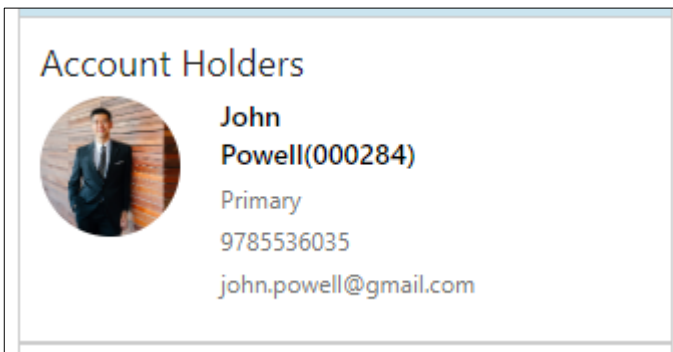 Account Holders
John
Powell(000284)
Primary
9785536035
john.powell@gmail.com